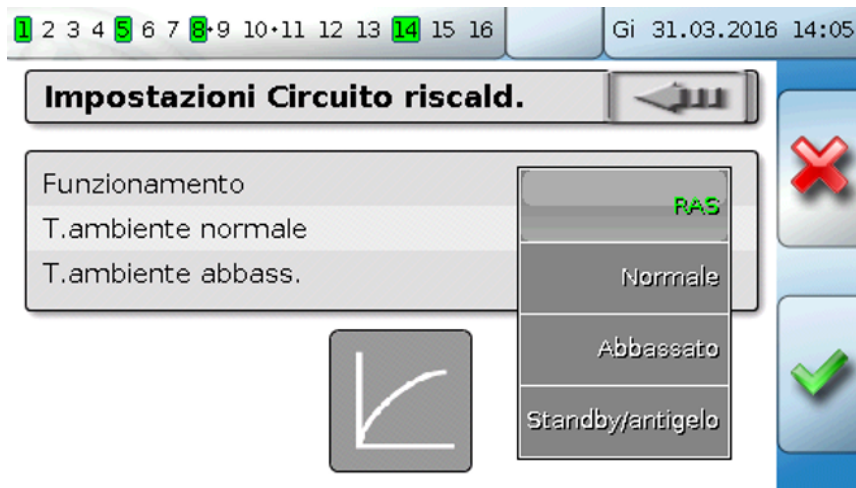 1 2 3 4 5 6 7 8•9 10•11 12 13 14 15 16 Gi 31.03.2016 14:05
Impostazioni Circuito riscald.
Funzionamento
RAS
T.ambiente normale
Normale
T.ambiente abbass.
Abbassato
Standby/antigelo